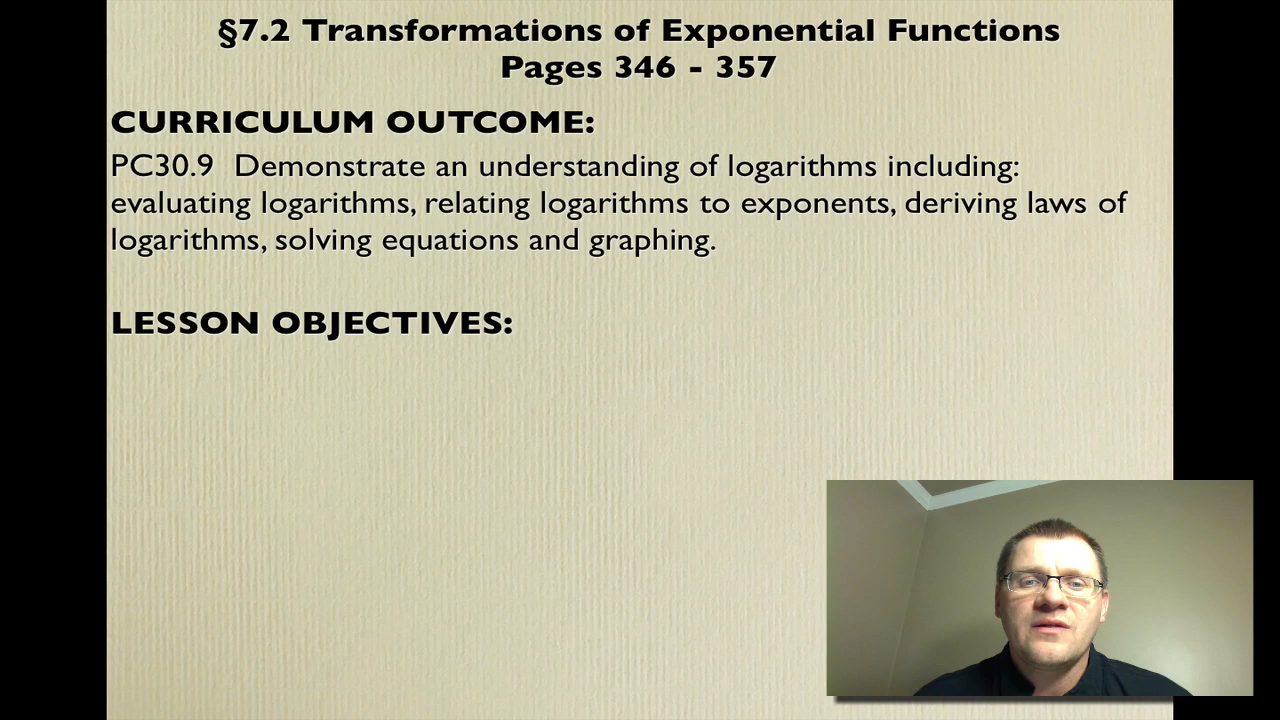 §7.2 Transformations of Exponential Functions
Pages 346 - 357
CURRICULUM OUTCOME:
PC30.9 Demonstrate an understanding of logarithms including:
evaluating logarithms, relating logarithms to exponents, deriving laws of
logarithms, solving equations and graphing.
LESSON OBJECTIVES: